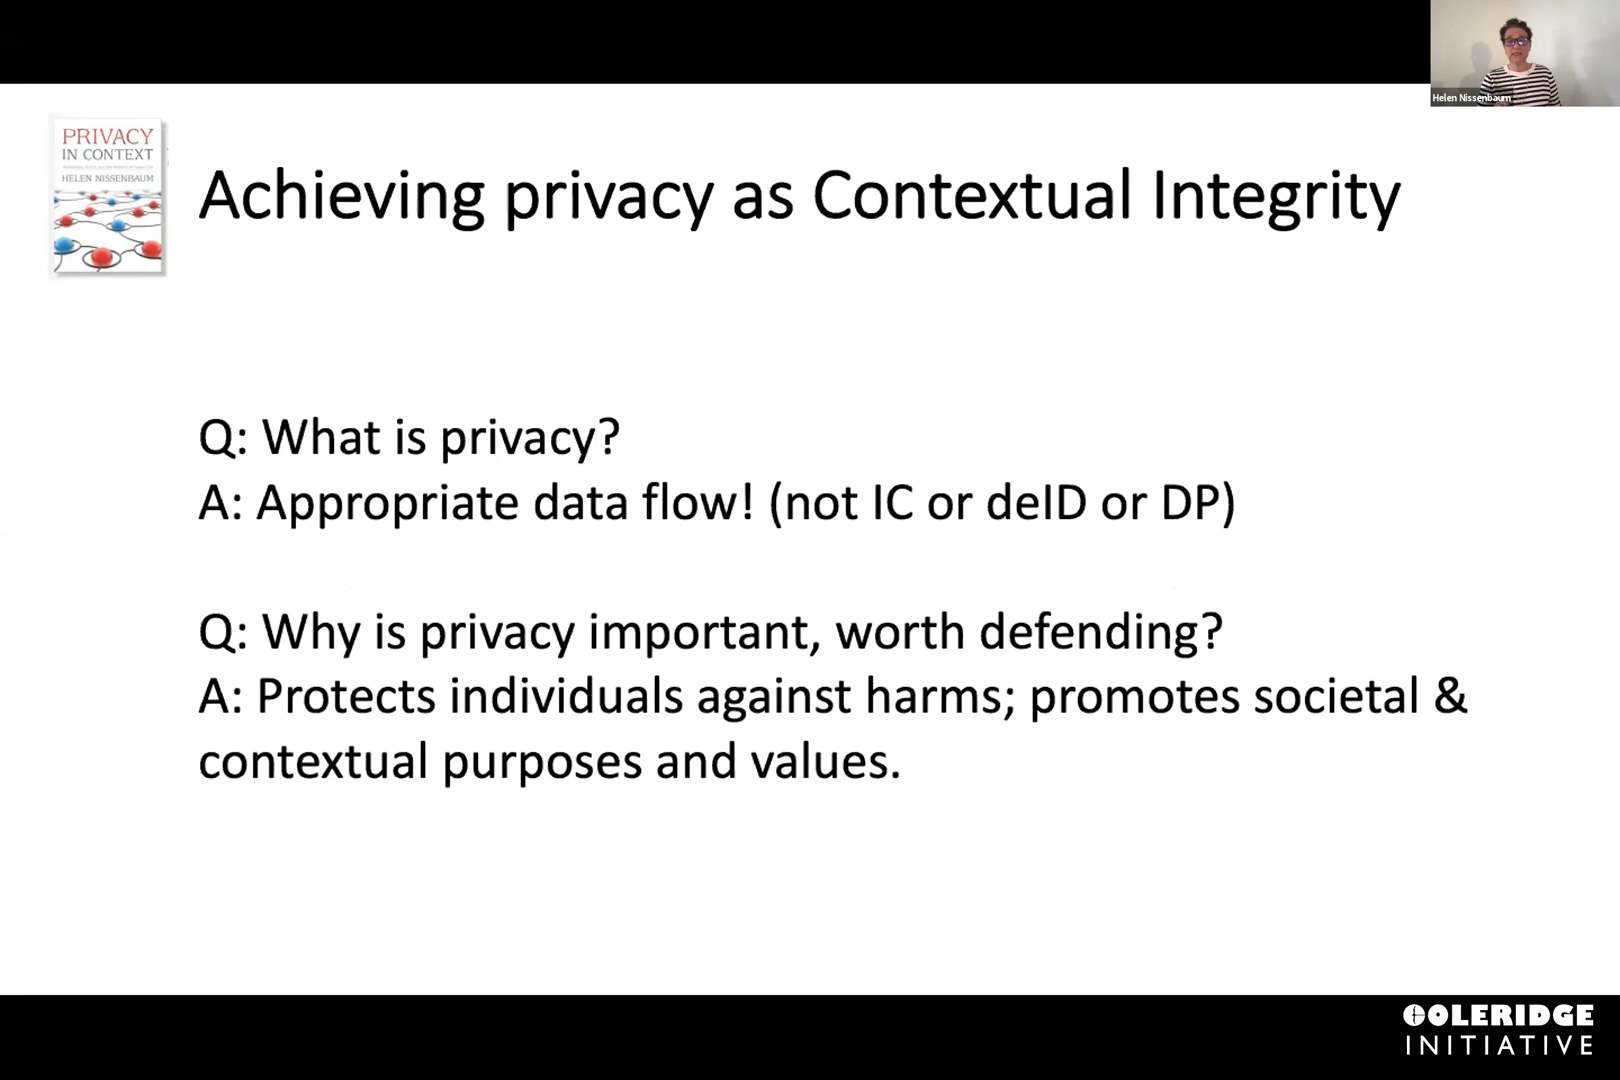 Helen Nissenbaum
PRIVACY
IN CONTEXT
HELEN NISSENBAUM
Achieving privacy as Contextual Integrity
Q: What is privacy?
A: Appropriate data flow! (not IC or deID or DP)
Q: Why is privacy important, worth defending?
A: Protects individuals against harms; promotes societal &
contextual purposes and values.
COLERIDGE
INITIATIVE